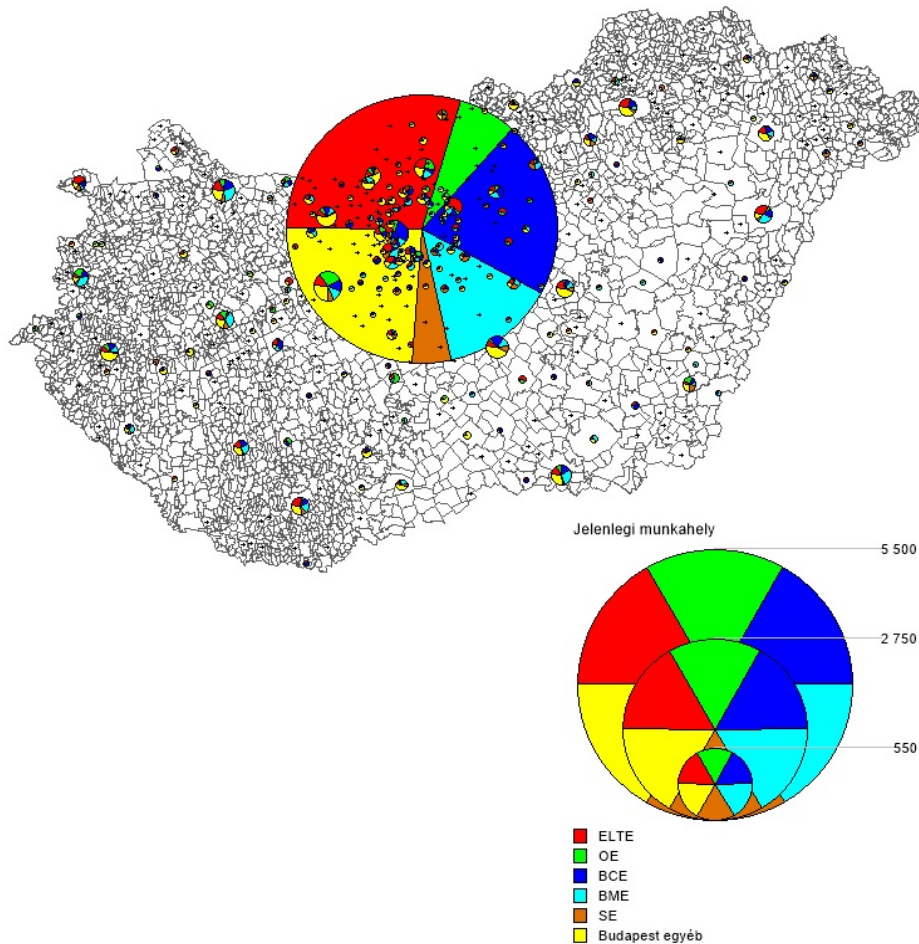 Jelenlegi munkahely
5 500
2 750
550
ELTE
OE
BCE
BME
SE
Budapest egyéb